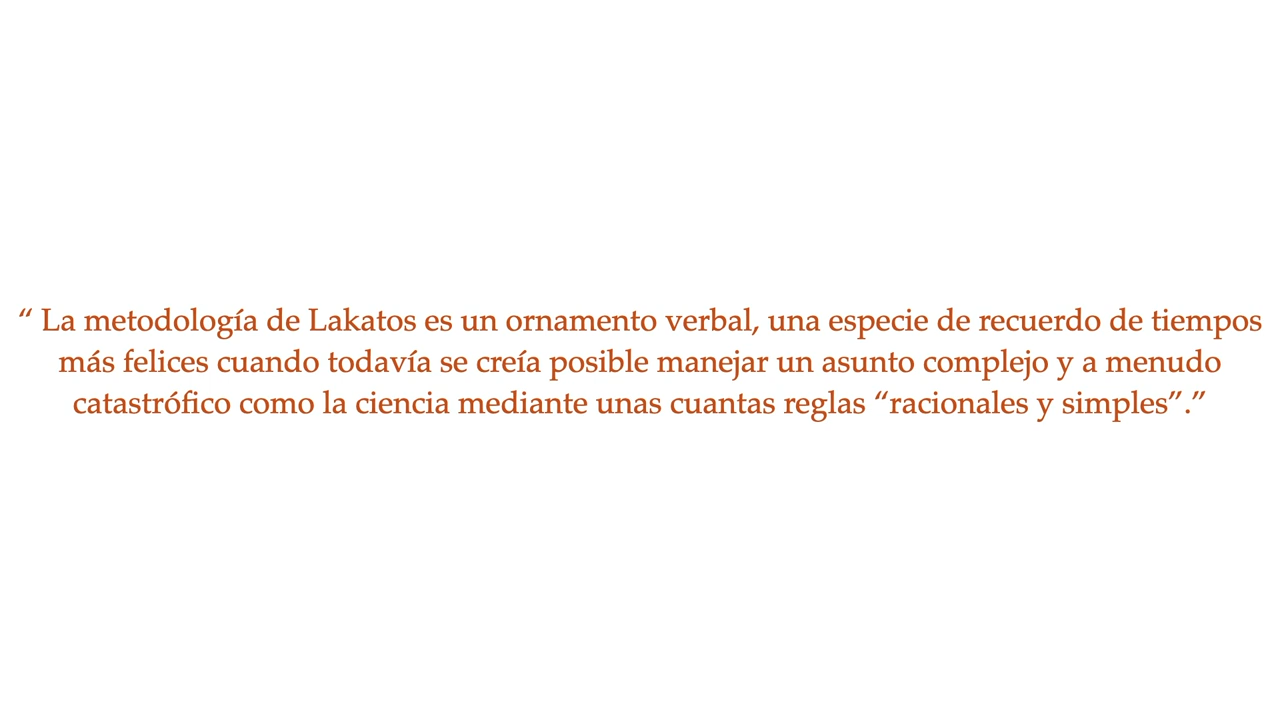 “ La metodología de Lakatos es un ornamento verbal, una especie de recuerdo de tiempos
más felices cuando todavía se creía posible manejar un asunto complejo y a menudo
catastrófico como la ciencia mediante unas cuantas reglas “racionales y simples”.”